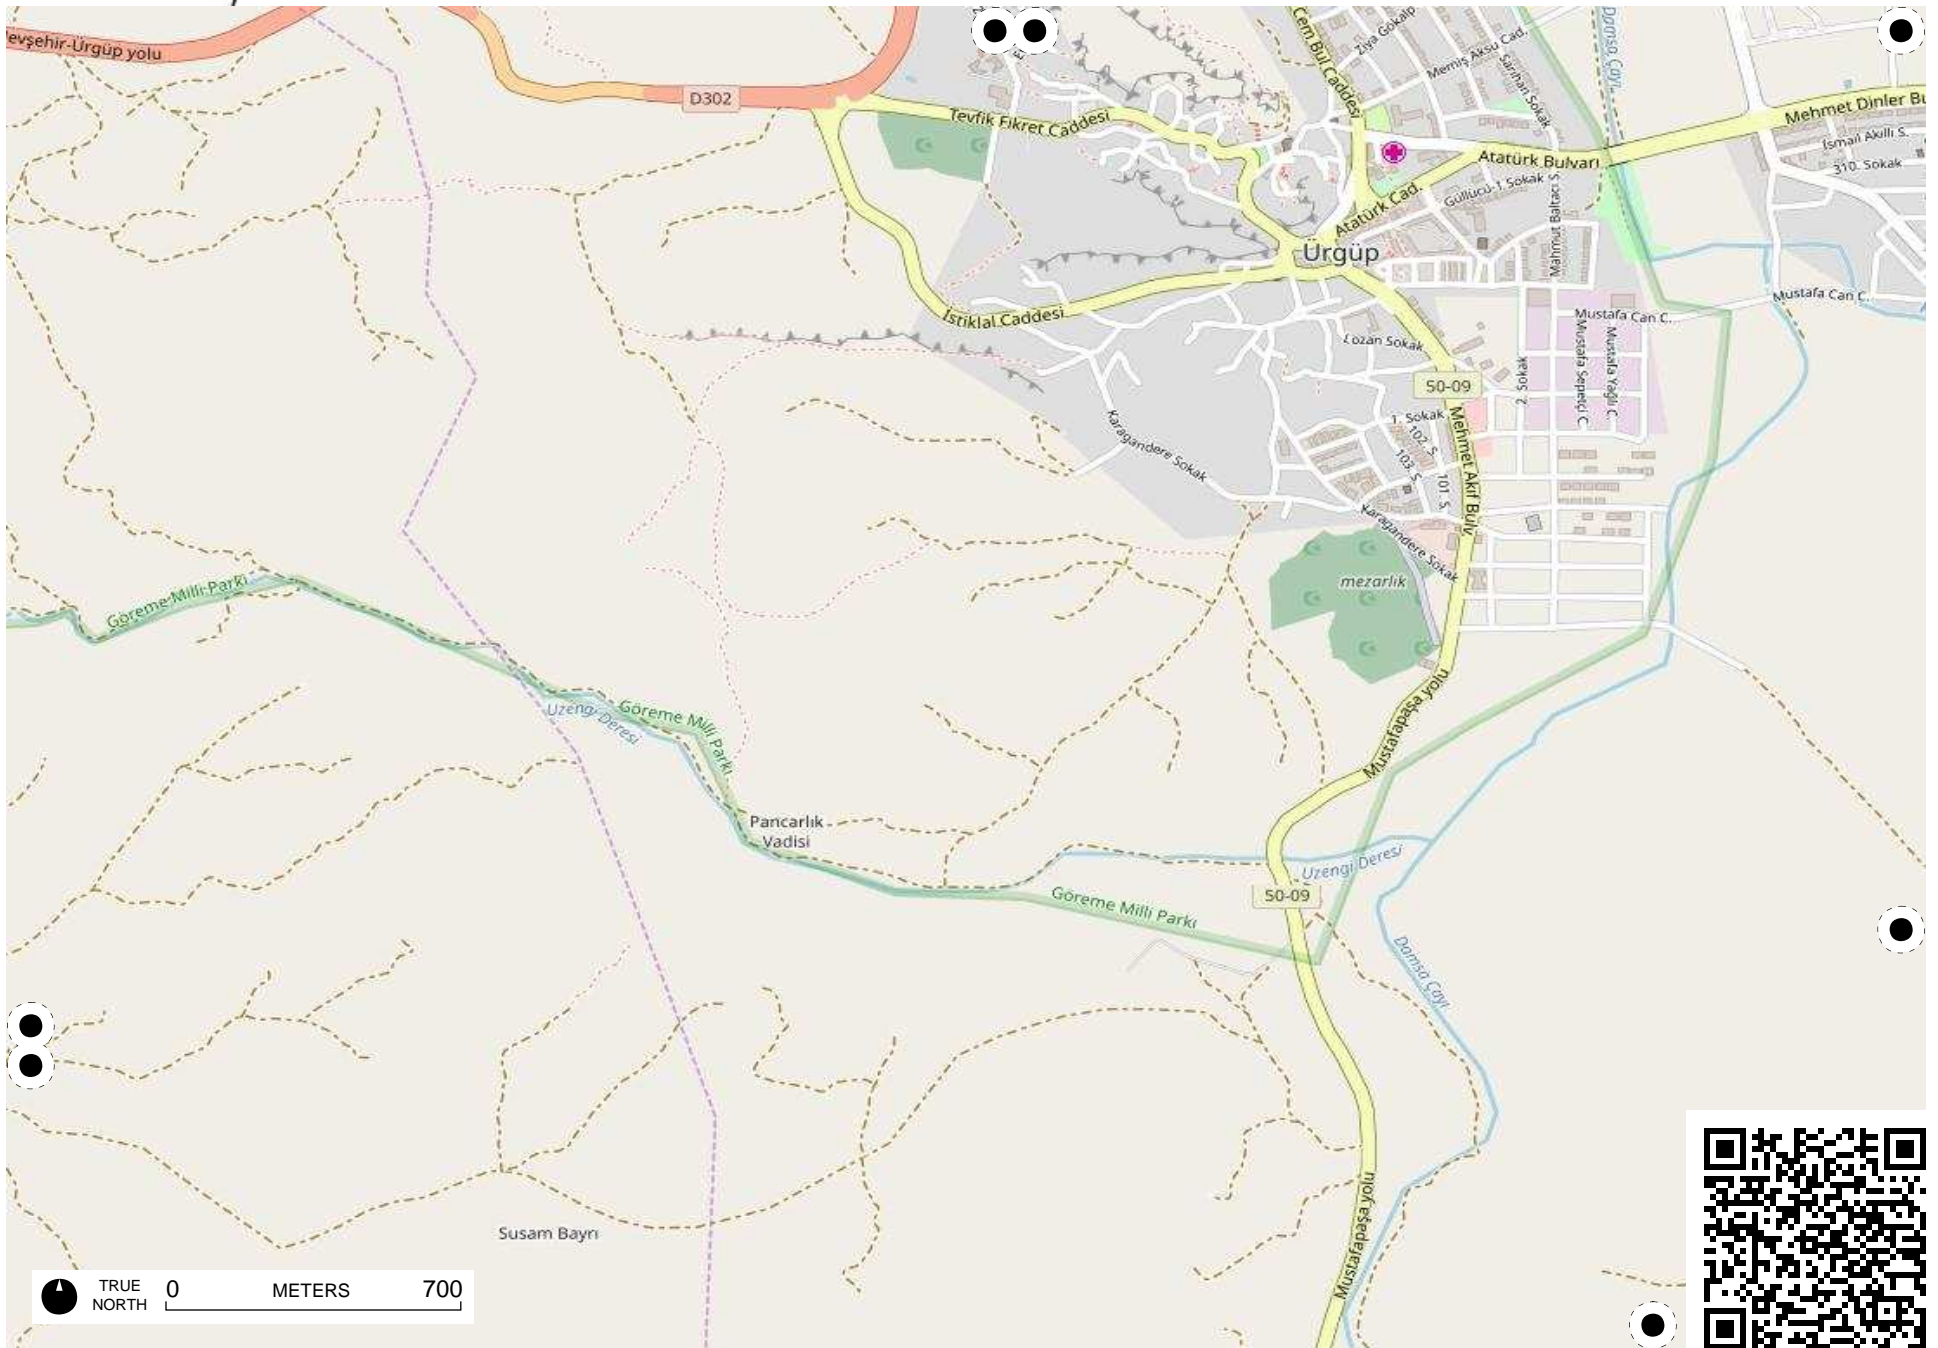 evşehir-Ürgüp yolu
D302
Tevfik Fikret Caddesi
Cem Bul Caddesi
Ziya Gökalp
Memiş Aksu Cad.
Sarıhan Sokak
Damsa Çayı
Mehmet Dinler Bu
İsmail Akıllı S.
310. Sokak
Atatürk Bulvarı
Güllücü-1 Sokak
Atatürk Cad.
Mahmut Baltacı S.
Ürgüp
İstiklal Caddesi
Mustafa Can C.
Mustafa Can C.
Lozan Sokak
Mustafa Sepetçi C.
Mustafa Yağlı C.
2. Sokak
50-09
1. Sokak
102. S.
103. S.
101. S.
Mehmet Akif Bulv.
Karagandere Sokak
Karagandere Sokak
mezarlık
Göreme Milli Parkı
Göreme Milli Parkı
Uzengi Deresi
Mustafapaşa yolu
Pancarlık
Vadisi
Uzengi Deresi
50-09
Göreme Milli Parkı
Damsa Çayı
Susam Bayrı
Mustafapaşa yolu
TRUE
NORTH
0 METERS 700